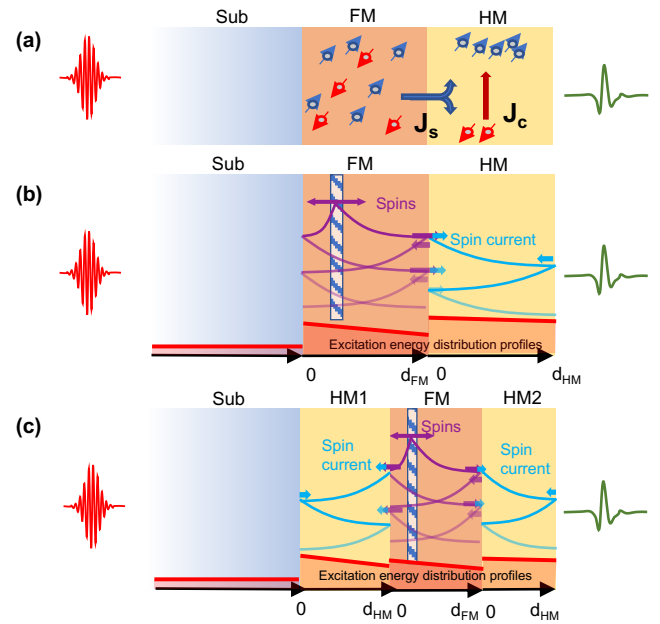 (a)
Sub FM HM
J_s J_c
(b)
FM HM
Spins
Spin current
Excitation energy distribution profiles
0 d_FM 0 d_HM
(c)
Sub HM1 FM HM2
Spins
Spin current
Spin current
Excitation energy distribution profiles
0 d_HM 0 d_FM 0 d_HM